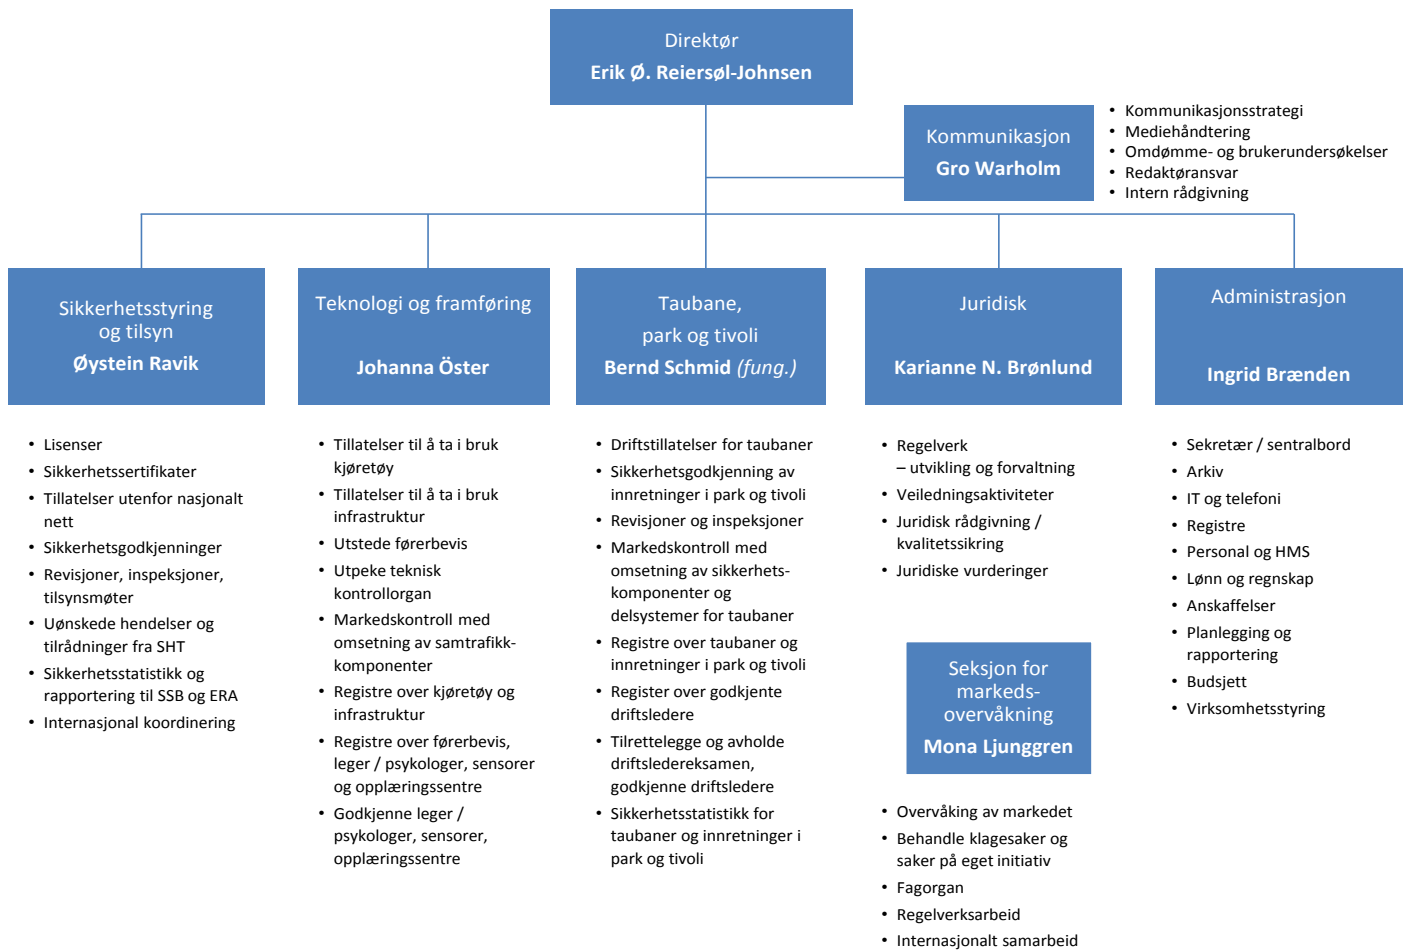 Direktør
Erik Ø. Reiersøl-Johnsen
Kommunikasjon
Gro Warholm
• Kommunikasjonsstrategi
• Mediehåndtering
• Omdømme- og brukerundersøkelser
• Redaktøransvar
• Intern rådgivning
Sikkerhetsstyring
og tilsyn
Øystein Ravik
• Lisenser
• Sikkerhetssertifikater
• Tillatelser utenfor nasjonalt
nett
• Sikkerhetsgodkjenninger
• Revisjoner, inspeksjoner,
tilsynsmøter
• Uønskede hendelser og
tilrådninger fra SHT
• Sikkerhetsstatistikk og
rapportering til SSB og ERA
• Internasjonal koordinering
Teknologi og framføring
Johanna Öster
• Tillatelser til å ta i bruk
kjøretøy
• Tillatelser til å ta i bruk
infrastruktur
• Utstede førerbevis
• Utpeke teknisk
kontrollorgan
• Markedskontroll med
omsetning av samtrafikk-
komponenter
• Registre over kjøretøy og
infrastruktur
• Registre over førerbevis,
leger / psykologer, sensorer
og opplæringssentre
• Godkjenne leger /
psykologer, sensorer,
opplæringssentre
Taubane,
park og tivoli
Bernd Schmid (fung.)
• Driftstillatelser for taubaner
• Sikkerhetsgodkjenning av
innretninger i park og tivoli
• Revisjoner og inspeksjoner
• Markedskontroll med
omsetning av sikkerhets-
komponenter og
delsystemer for taubaner
• Registre over taubaner og
innretninger i park og tivoli
• Register over godkjente
driftsledere
• Tilrettelegge og avholde
driftsledereksamen,
godkjenne driftsledere
• Sikkerhetsstatistikk for
taubaner og innretninger i
park og tivoli
Juridisk
Karianne N. Brønlund
• Regelverk
– utvikling og forvaltning
• Veiledningsaktiviteter
• Juridisk rådgivning /
kvalitetssikring
• Juridiske vurderinger
Seksjon for
markeds-
overvåkning
Mona Ljunggren
• Overvåking av markedet
• Behandle klagesaker og
saker på eget initiativ
• Fagorgan
• Regelverksarbeid
• Internasjonalt samarbeid
Administrasjon
Ingrid Brænden
• Sekretær / sentralbord
• Arkiv
• IT og telefoni
• Registre
• Personal og HMS
• Lønn og regnskap
• Anskaffelser
• Planlegging og
rapportering
• Budsjett
• Virksomhetsstyring